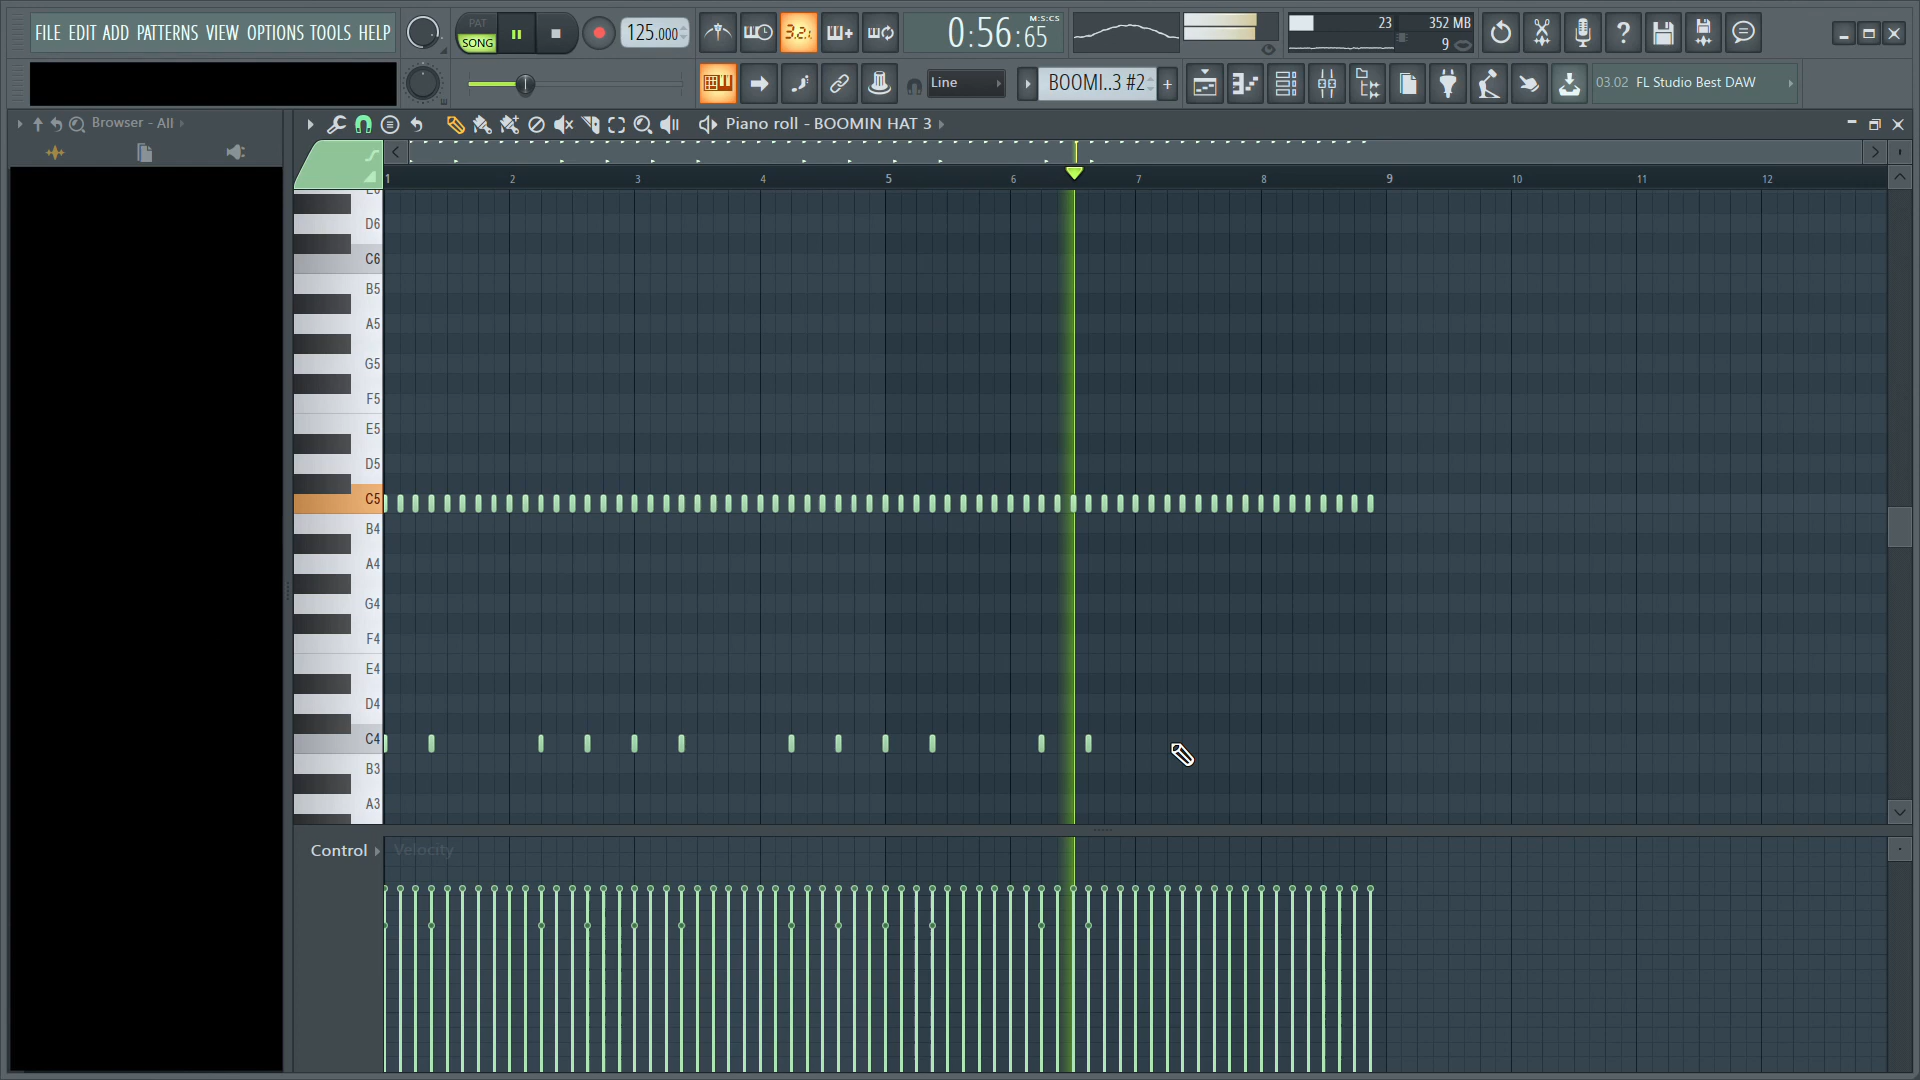 FILE EDIT ADD PATTERNS VIEW OPTIONS TOOLS HELP
PAT
SONG
125.000
3.2.1
0:56:65
M:S:CS
23
352 MB
9
Line
BOOMI..3 #2
03.02 FL Studio Best DAW
Browser - All
Piano roll - BOOMIN HAT 3
1 2 3 4 5 6 7 8 9 10 11 12
D6
C6
B5
A5
G5
F5
E5
D5
C5
B4
A4
G4
F4
E4
D4
C4
B3
A3
Control
Velocity